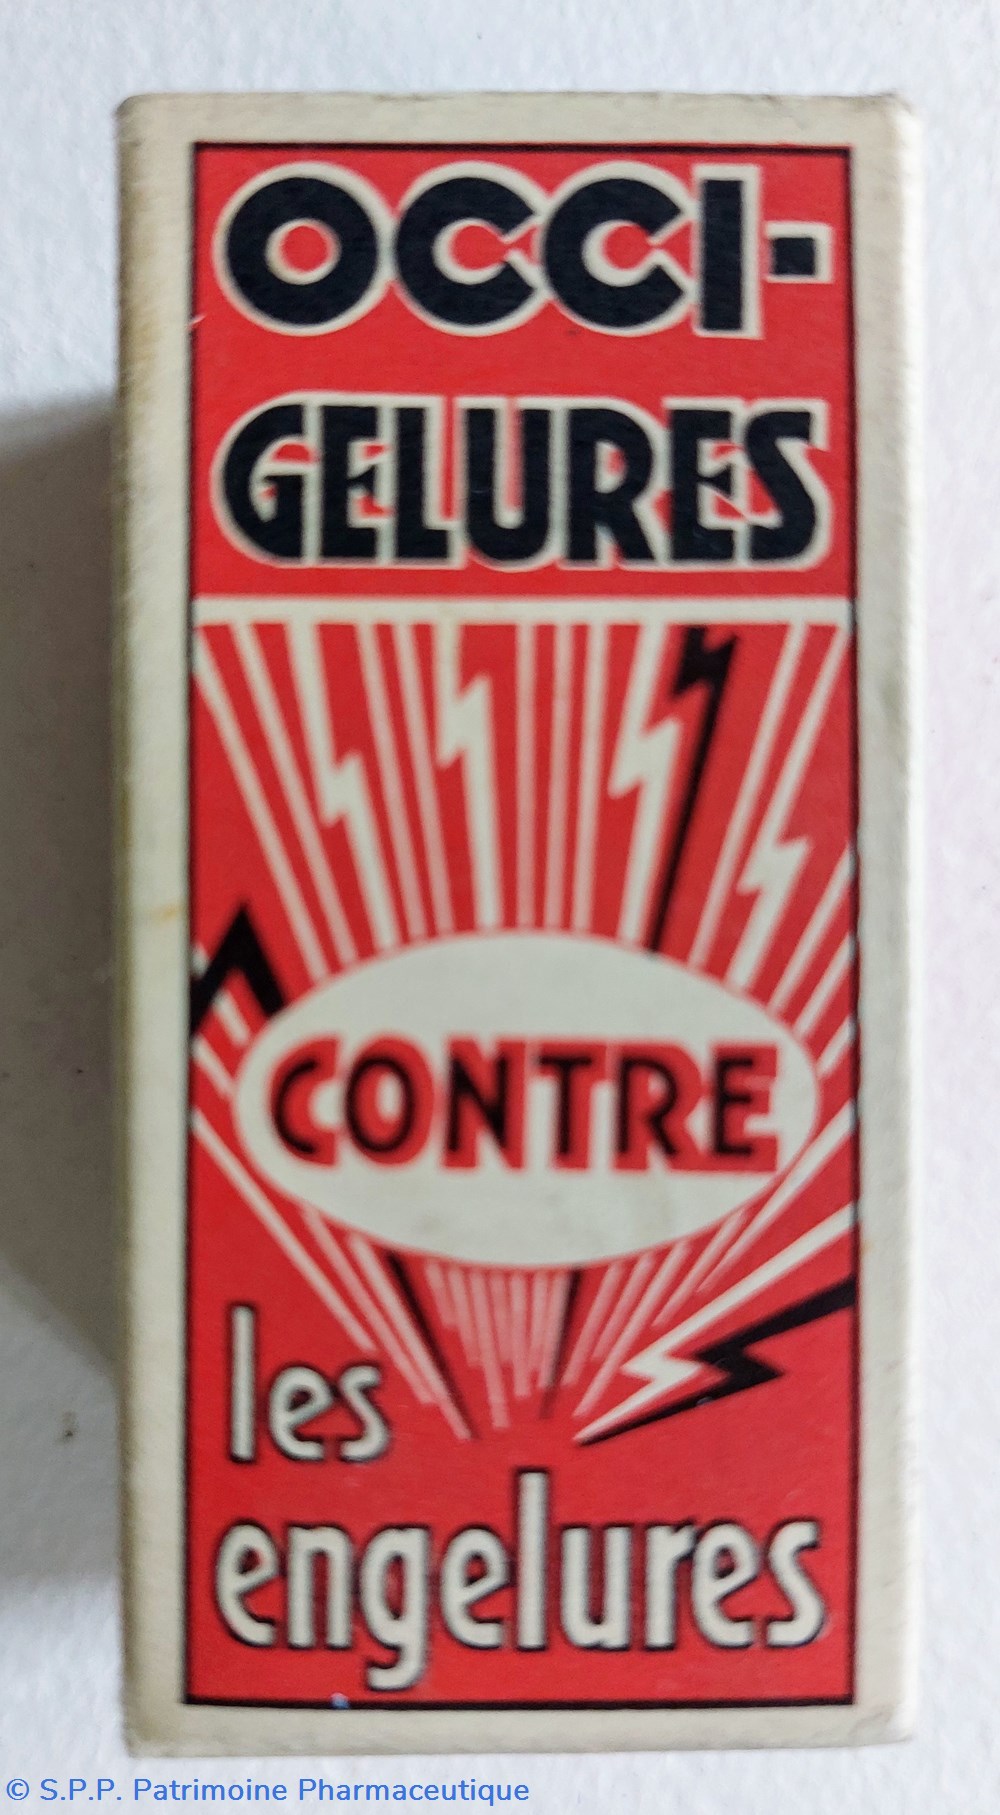 OCCI-
GELURES
CONTRE
les
engelures
© S.P.P. Patrimoine Pharmaceutique